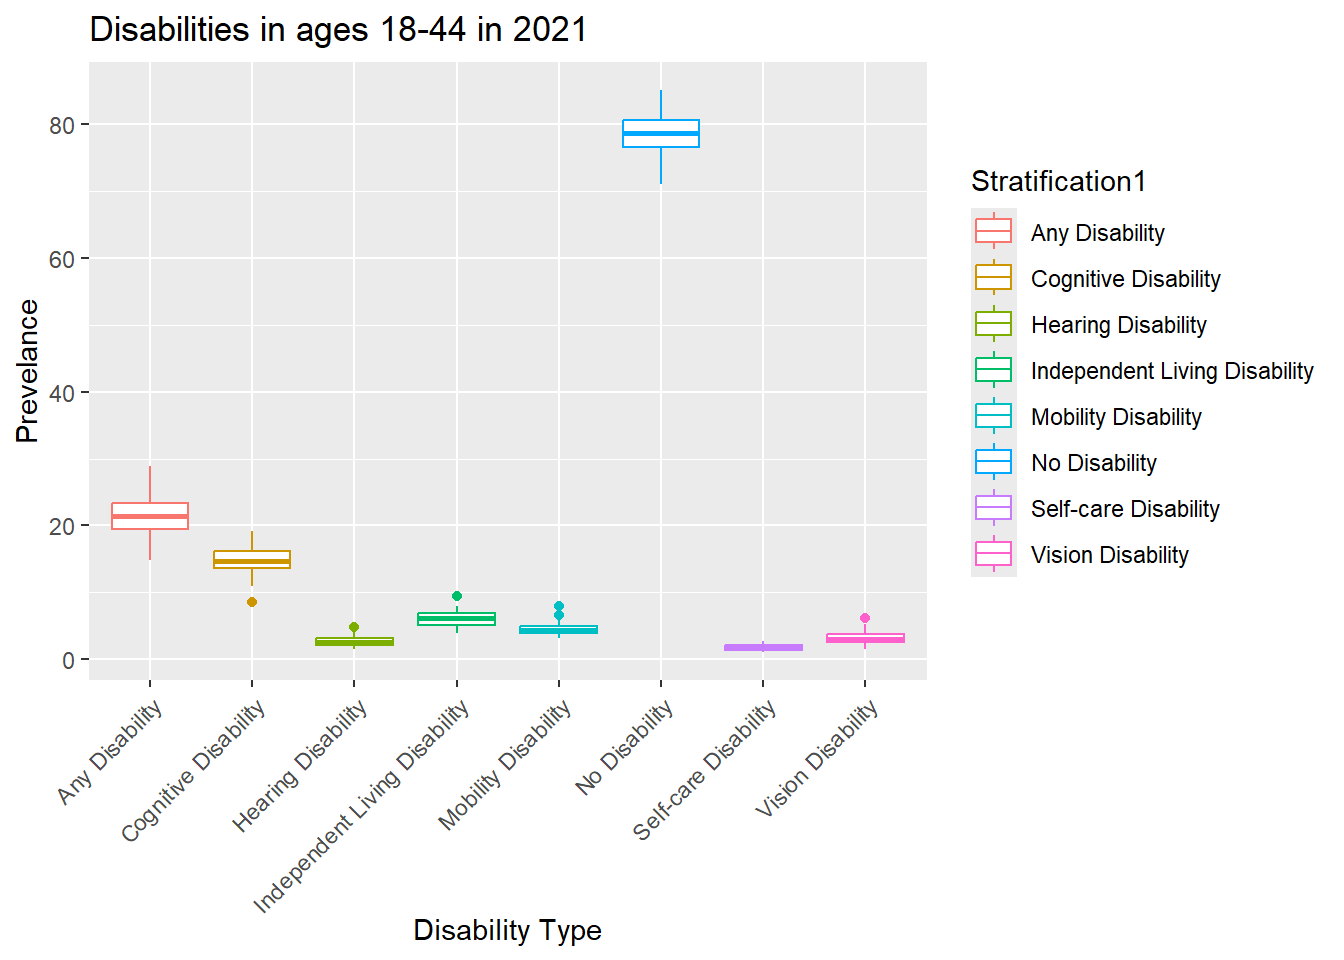 Disabilities in ages 18-44 in 2021
80
60
40
20
0
Prevelance
Any Disability
Cognitive Disability
Hearing Disability
Independent Living Disability
Mobility Disability
No Disability
Self-care Disability
Vision Disability
Disability Type
Stratification1
Any Disability
Cognitive Disability
Hearing Disability
Independent Living Disability
Mobility Disability
No Disability
Self-care Disability
Vision Disability